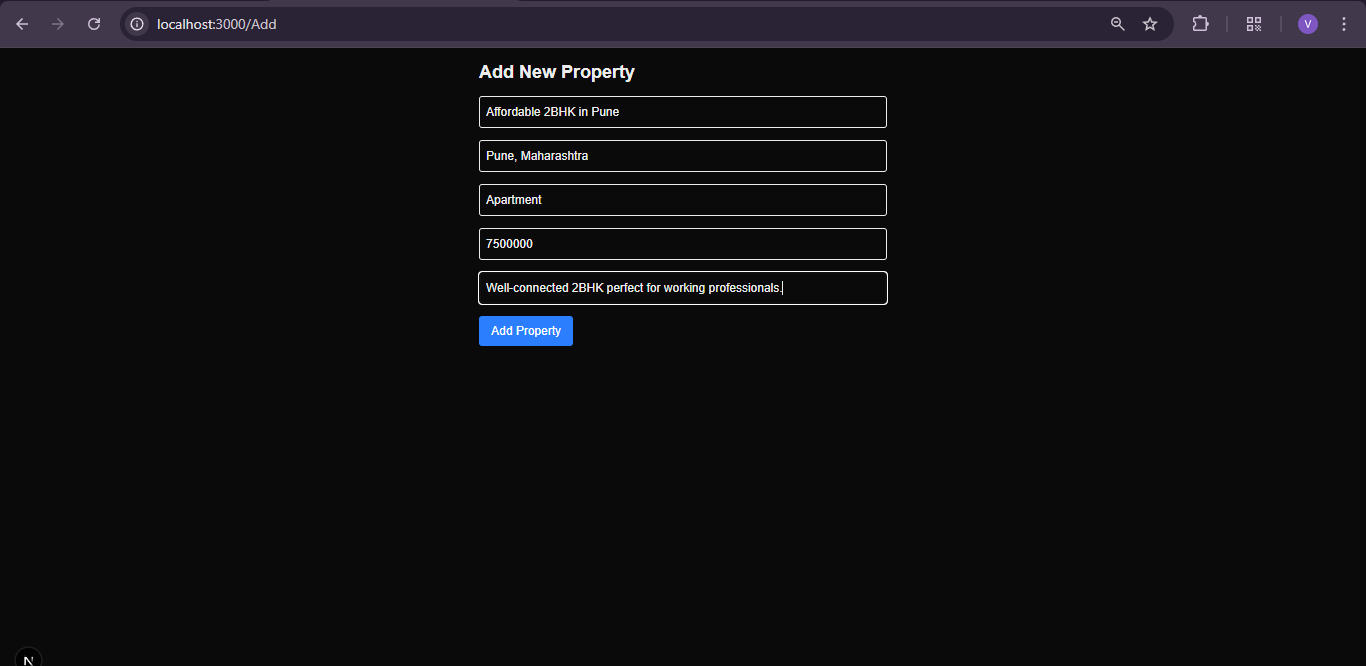 localhost:3000/Add
V
Add New Property
Affordable 2BHK in Pune
Pune, Maharashtra
Apartment
7500000
Well-connected 2BHK perfect for working professionals.
Add Property
N